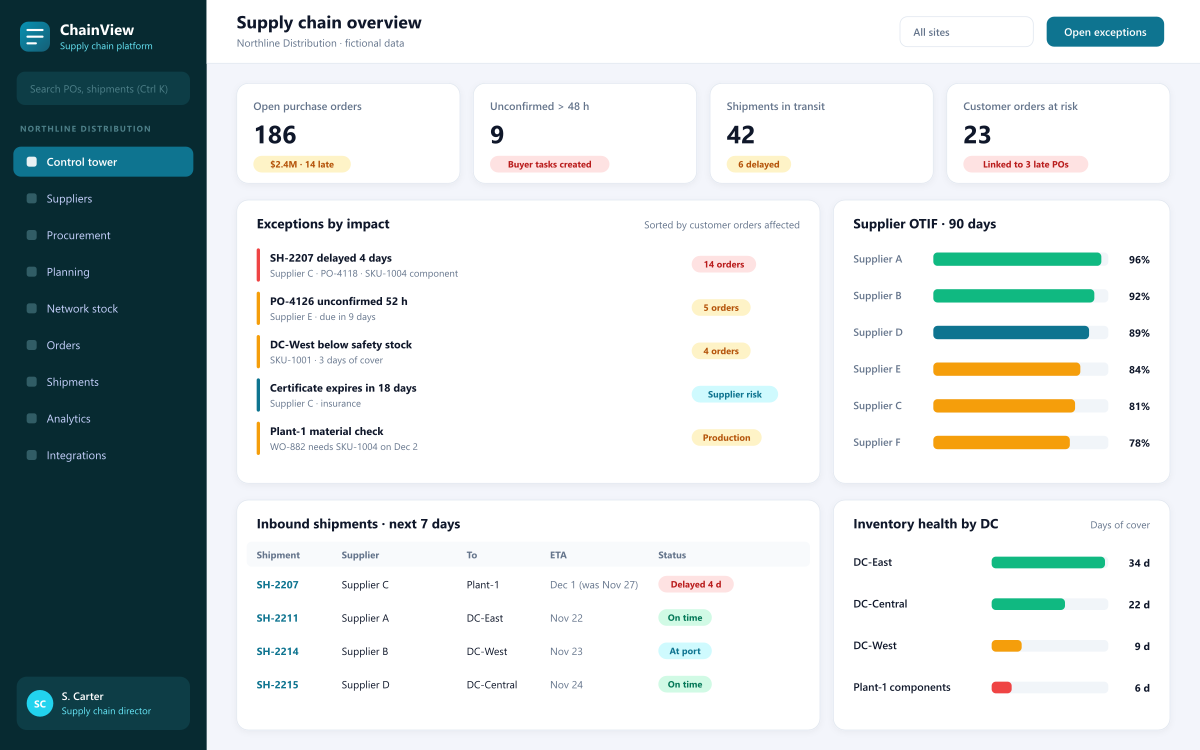 ChainView
Supply chain platform
Search POs, shipments (Ctrl K)
NORTHLINE DISTRIBUTION
Control tower
Suppliers
Procurement
Planning
Network stock
Orders
Shipments
Analytics
Integrations
SC
S. Carter
Supply chain director
Supply chain overview
Northline Distribution · fictional data
All sites
Open exceptions
Open purchase orders
186
$2.4M · 14 late
Unconfirmed > 48 h
9
Buyer tasks created
Shipments in transit
42
6 delayed
Customer orders at risk
23
Linked to 3 late POs
Exceptions by impact
Sorted by customer orders affected
SH-2207 delayed 4 days
Supplier C · PO-4118 · SKU-1004 component
14 orders
PO-4126 unconfirmed 52 h
Supplier E · due in 9 days
5 orders
DC-West below safety stock
SKU-1001 · 3 days of cover
4 orders
Certificate expires in 18 days
Supplier C · insurance
Supplier risk
Plant-1 material check
WO-882 needs SKU-1004 on Dec 2
Production
Supplier OTIF · 90 days
Supplier A 96%
Supplier B 92%
Supplier D 89%
Supplier E 84%
Supplier C 81%
Supplier F 78%
Inbound shipments · next 7 days
Shipment Supplier To ETA Status
SH-2207 Supplier C Plant-1 Dec 1 (was Nov 27) Delayed 4 d
SH-2211 Supplier A DC-East Nov 22 On time
SH-2214 Supplier B DC-West Nov 23 At port
SH-2215 Supplier D DC-Central Nov 24 On time
Inventory health by DC
Days of cover
DC-East 34 d
DC-Central 22 d
DC-West 9 d
Plant-1 components 6 d